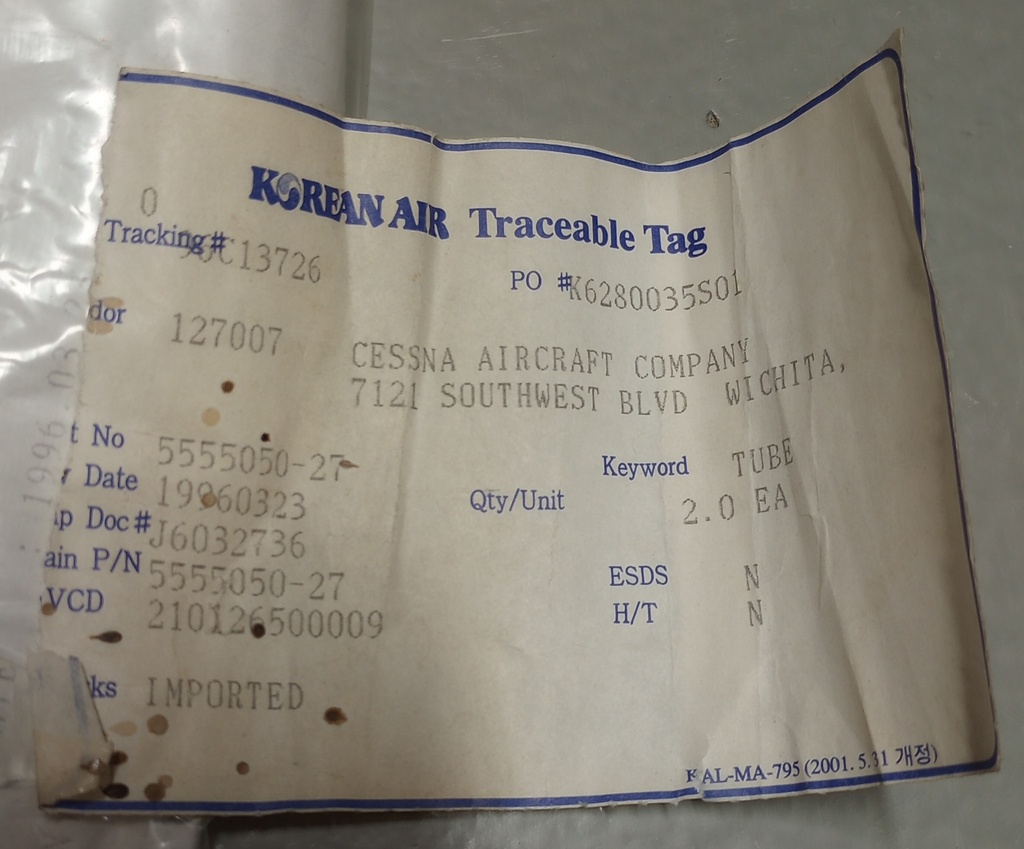 KOREAN AIR Traceable Tag
0
Tracking# C13726
PO #K6280035S01
dor 127007 CESSNA AIRCRAFT COMPANY
7121 SOUTHWEST BLVD WICHITA,
t No 5555050-27 Keyword TUBE
Date 19960323 Qty/Unit 2.0 EA
p Doc# J6032736
ain P/N 5555050-27 ESDS N
VCD 210126500009 H/T N
ks IMPORTED
KAL-MA-795 (2001. 5. 31 개정)